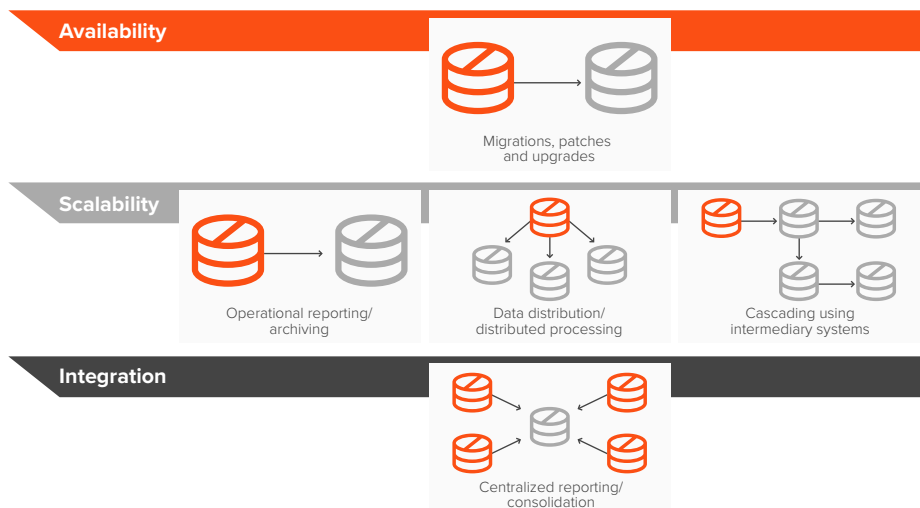 Availability
Migrations, patches
and upgrades
Scalability
Operational reporting/
archiving
Data distribution/
distributed processing
Cascading using
intermediary systems
Integration
Centralized reporting/
consolidation